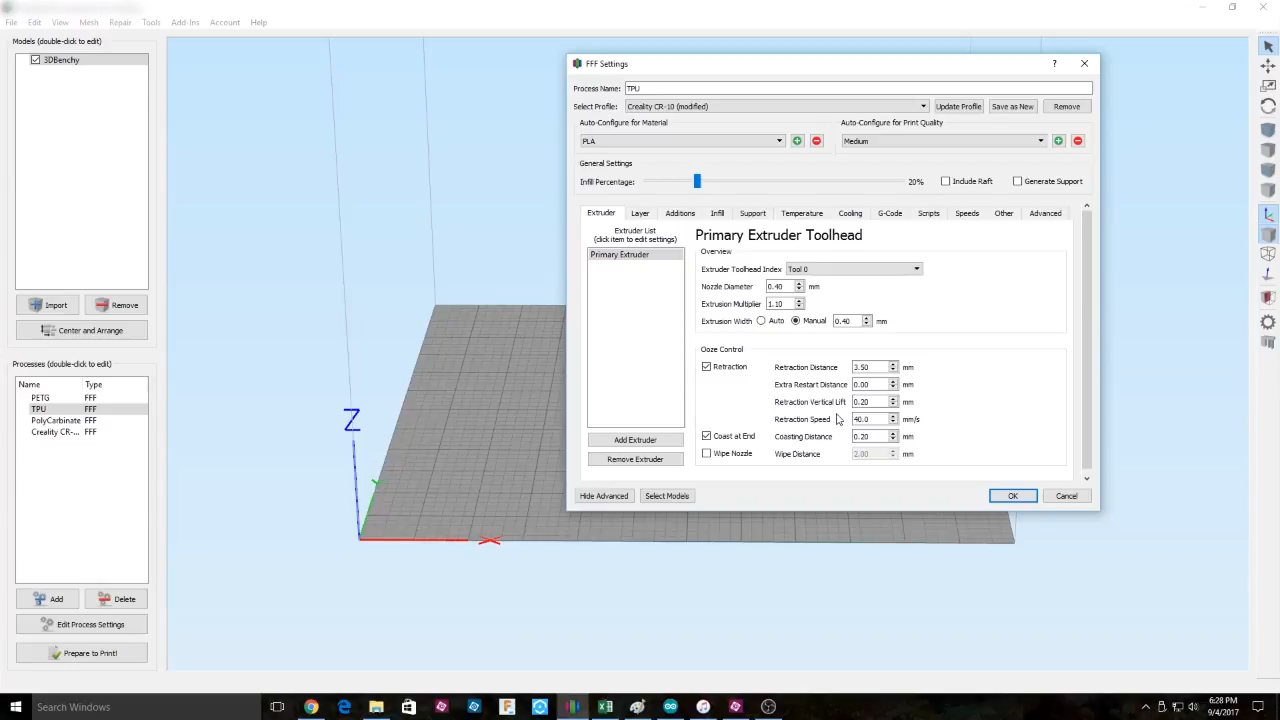 File Edit View Mesh Repair Tools Add-Ins Account Help
Models (double-click to edit)
3DBenchy
Import Remove
Center and Arrange
Processes (double-click to edit)
Name Type
PETG FFF
TPU FFF
PolyCarbinate FFF
Creality CR-... FFF
Add Delete
Edit Process Settings
Prepare to Print!
Z
FFF Settings ?
Process Name: TPU
Select Profile: Creality CR-10 (modified) Update Profile Save as New Remove
Auto-Configure for Material Auto-Configure for Print Quality
PLA Medium
General Settings
Infill Percentage: 20% Include Raft Generate Support
Extruder Layer Additions Infill Support Temperature Cooling G-Code Scripts Speeds Other Advanced
Extruder List
(click item to edit settings)
Primary Extruder
Add Extruder
Remove Extruder
Primary Extruder Toolhead
Overview
Extruder Toolhead Index Tool 0
Nozzle Diameter 0.40 mm
Extrusion Multiplier 1.10
Extrusion Width Auto Manual 0.40 mm
Ooze Control
Retraction Retraction Distance 3.50 mm
Extra Restart Distance 0.00 mm
Retraction Vertical Lift 0.20 mm
Retraction Speed 40.0 mm/s
Coast at End Coasting Distance 0.20 mm
Wipe Nozzle Wipe Distance 2.00 mm
Hide Advanced Select Models OK Cancel
Search Windows
6:28 PM
9/4/2017